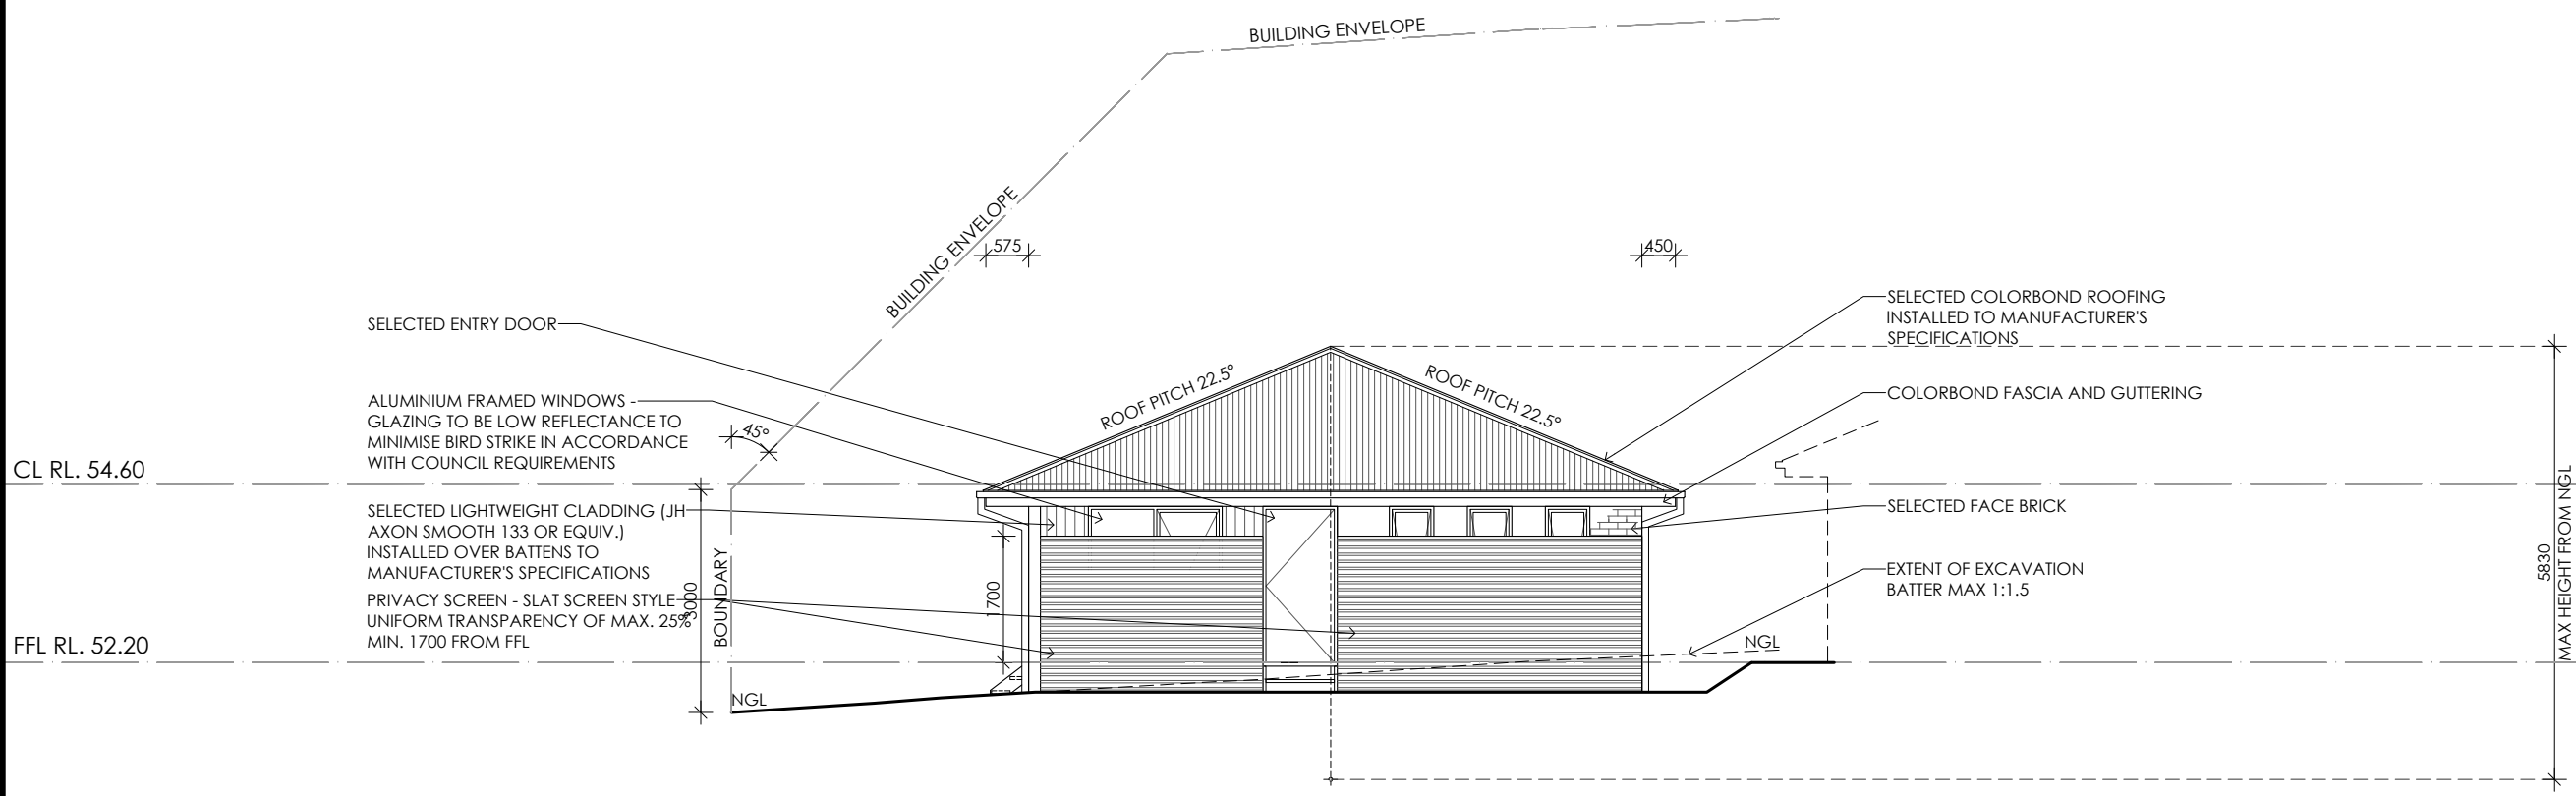 BUILDING ENVELOPE
BUILDING ENVELOPE
575
450
SELECTED ENTRY DOOR
ALUMINIUM FRAMED WINDOWS -
GLAZING TO BE LOW REFLECTANCE TO
MINIMISE BIRD STRIKE IN ACCORDANCE
WITH COUNCIL REQUIREMENTS
45°
ROOF PITCH 22.5°
ROOF PITCH 22.5°
SELECTED COLORBOND ROOFING
INSTALLED TO MANUFACTURER'S
SPECIFICATIONS
COLORBOND FASCIA AND GUTTERING
CL RL. 54.60
SELECTED LIGHTWEIGHT CLADDING (JH
AXON SMOOTH 133 OR EQUIV.)
INSTALLED OVER BATTENS TO
MANUFACTURER'S SPECIFICATIONS
PRIVACY SCREEN - SLAT SCREEN STYLE
UNIFORM TRANSPARENCY OF MAX. 25%
MIN. 1700 FROM FFL
3000
BOUNDARY
1700
SELECTED FACE BRICK
EXTENT OF EXCAVATION
BATTER MAX 1:1.5
5830
MAX HEIGHT FROM NGL
FFL RL. 52.20
NGL
NGL